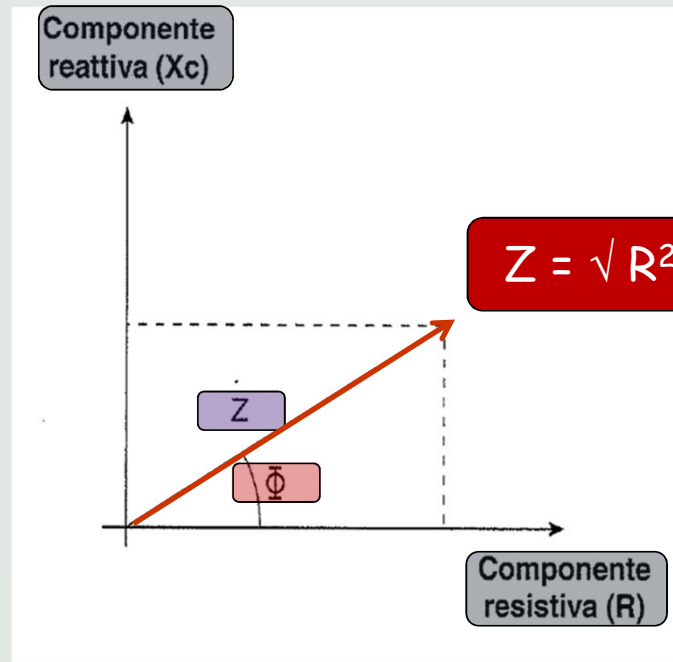 Componente
reattiva (Xc)
Z = √ R²
Z
Φ
Componente
resistiva (R)